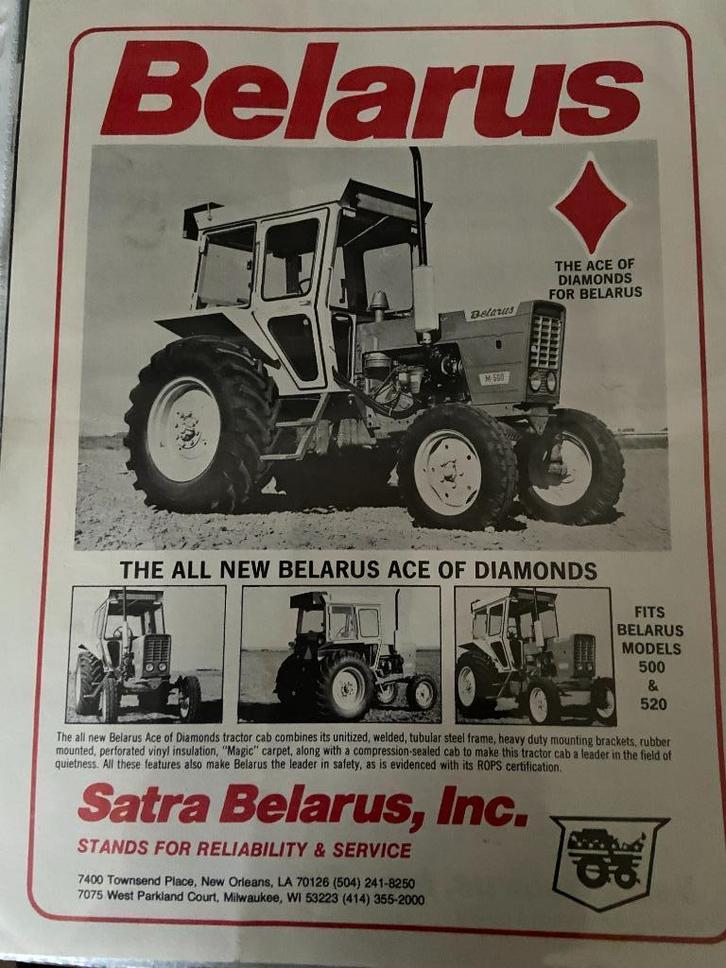 Belarus
THE ACE OF
DIAMONDS
FOR BELARUS
Belarus
M-500
THE ALL NEW BELARUS ACE OF DIAMONDS
FITS
BELARUS
MODELS
500
&
520
The all new Belarus Ace of Diamonds tractor cab combines its unitized, welded, tubular steel frame, heavy duty mounting brackets, rubber
mounted, perforated vinyl insulation, "Magic" carpet, along with a compression-sealed cab to make this tractor cab a leader in the field of
quietness. All these features also make Belarus the leader in safety, as is evidenced with its ROPS certification.
Satra Belarus, Inc.
STANDS FOR RELIABILITY & SERVICE
7400 Townsend Place, New Orleans, LA 70126 (504) 241-8250
7075 West Parkland Court, Milwaukee, WI 53223 (414) 355-2000